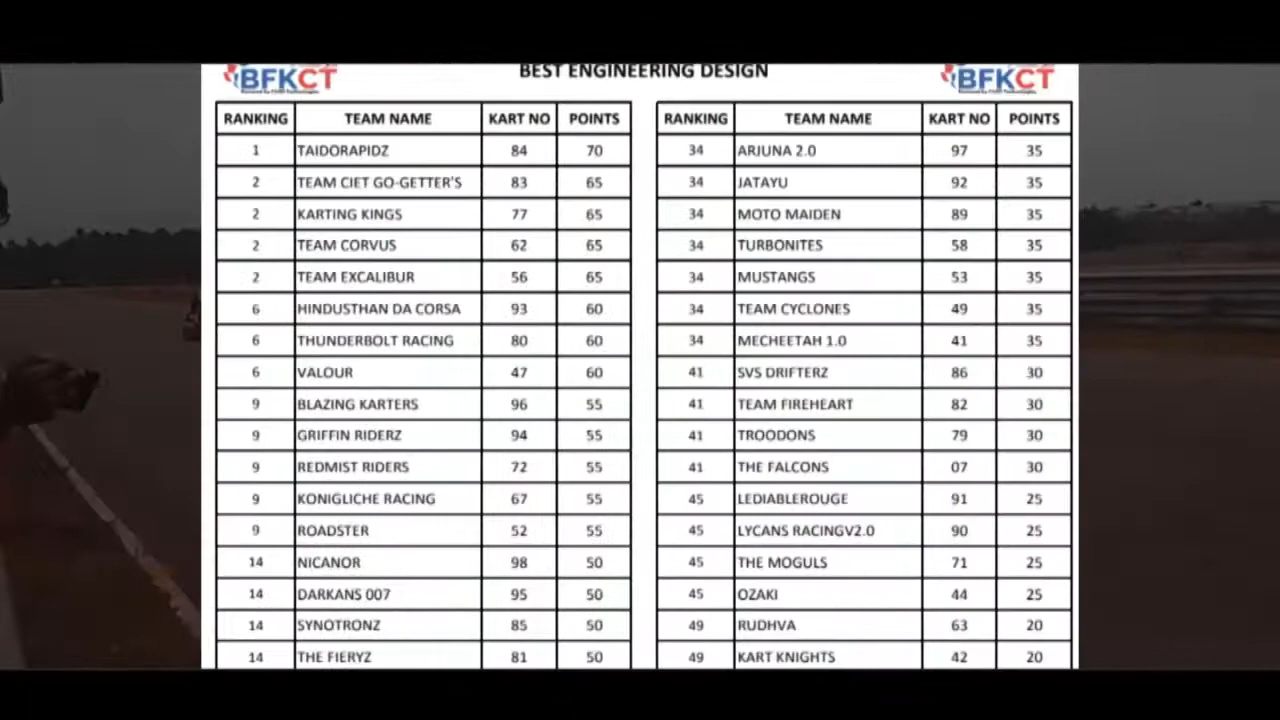 BEST ENGINEERING DESIGN
BFKCT
BFKCT
RANKING TEAM NAME KART NO POINTS
1 TAIDORAPIDZ 84 70
2 TEAM CIET GO-GETTER'S 83 65
2 KARTING KINGS 77 65
2 TEAM CORVUS 62 65
2 TEAM EXCALIBUR 56 65
6 HINDUSTHAN DA CORSA 93 60
6 THUNDERBOLT RACING 80 60
6 VALOUR 47 60
9 BLAZING KARTERS 96 55
9 GRIFFIN RIDERZ 94 55
9 REDMIST RIDERS 72 55
9 KONIGLICHE RACING 67 55
9 ROADSTER 52 55
14 NICANOR 98 50
14 DARKANS 007 95 50
14 SYNOTRONZ 85 50
14 THE FIERYZ 81 50
RANKING TEAM NAME KART NO POINTS
34 ARJUNA 2.0 97 35
34 JATAYU 92 35
34 MOTO MAIDEN 89 35
34 TURBONITES 58 35
34 MUSTANGS 53 35
34 TEAM CYCLONES 49 35
34 MECHEETAH 1.0 41 35
41 SVS DRIFTERZ 86 30
41 TEAM FIREHEART 82 30
41 TROODONS 79 30
41 THE FALCONS 07 30
45 LEDIABLEROUGE 91 25
45 LYCANS RACINGV2.0 90 25
45 THE MOGULS 71 25
45 OZAKI 44 25
49 RUDHVA 63 20
49 KART KNIGHTS 42 20